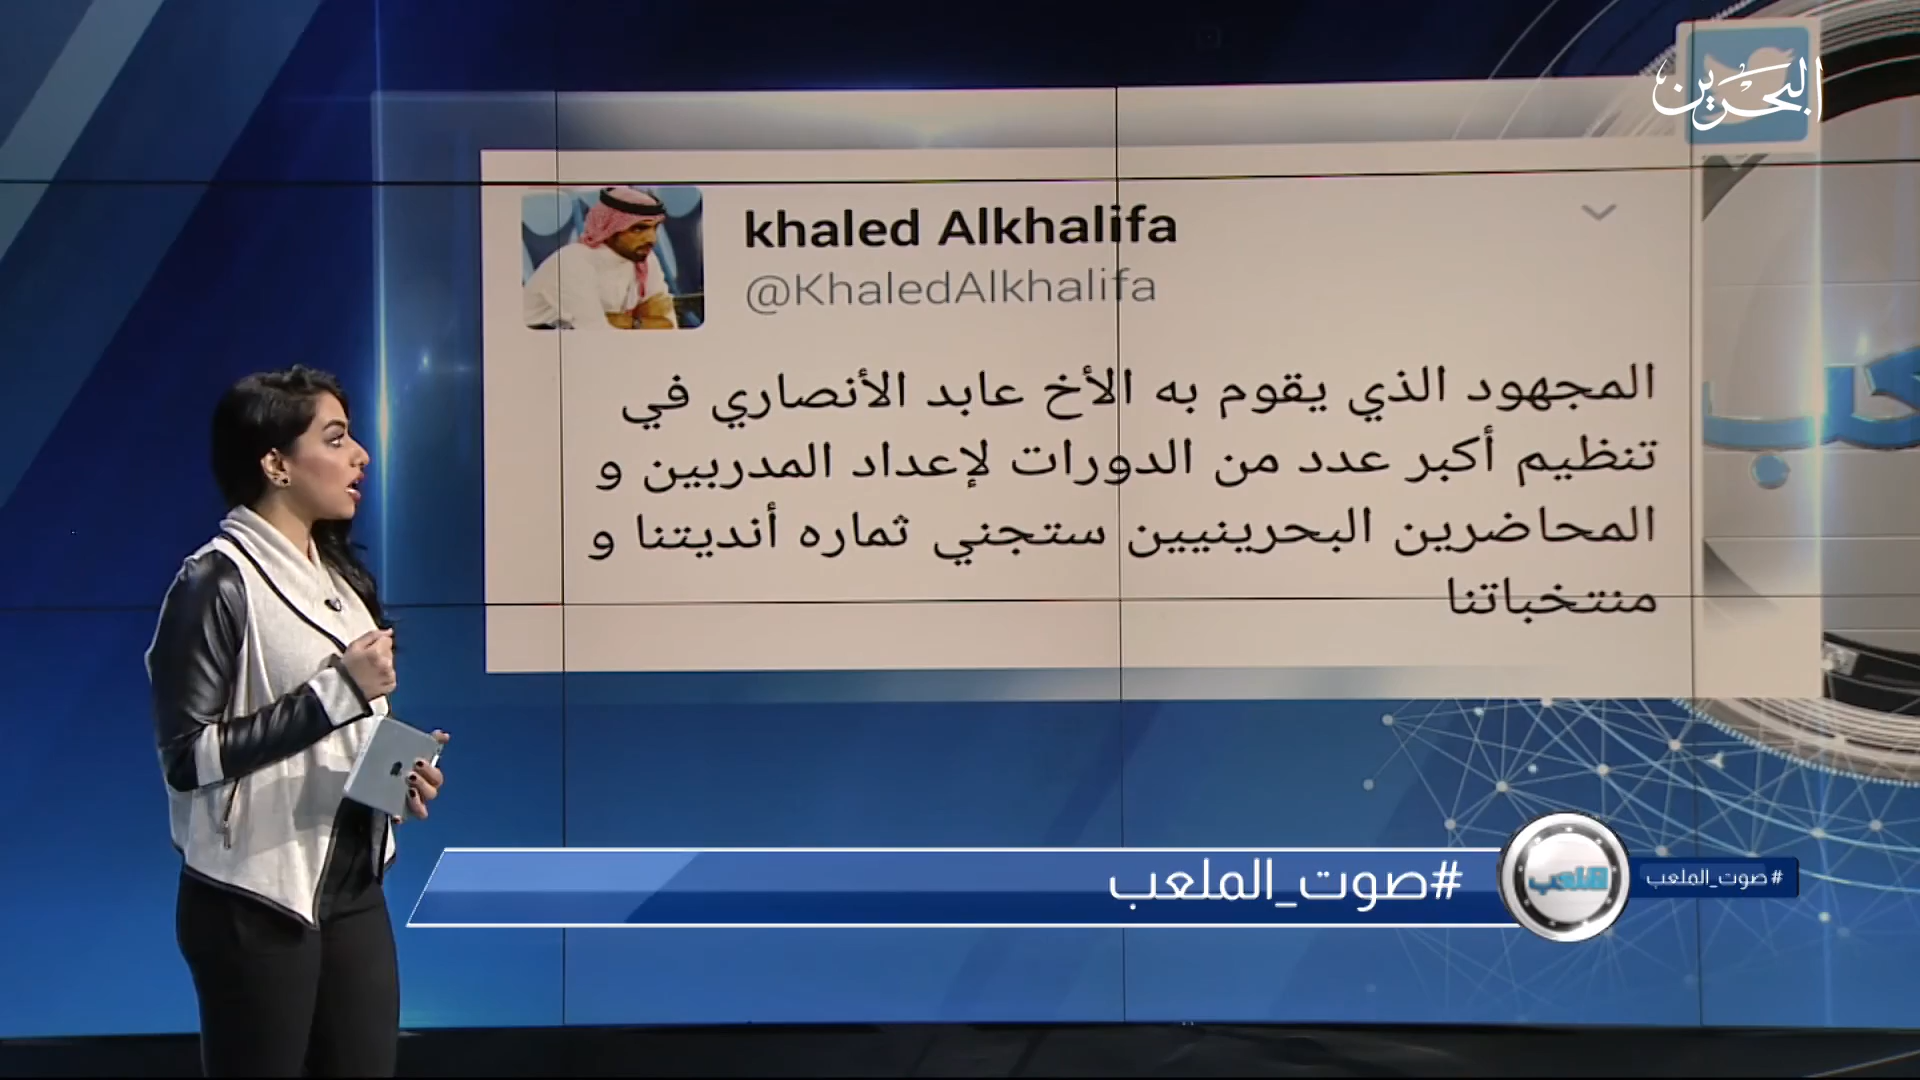 البحرين
khaled Alkhalifa
@KhaledAlkhalifa
المجهود الذي يقوم به الأخ عابد الأنصاري في
تنظيم أكبر عدد من الدورات لإعداد المدربين و
المحاضرين البحرينيين ستجني ثماره أنديتنا و
منتخباتنا
#صوت_الملعب
الملعب
#صوت_الملعب